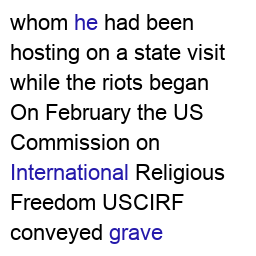 whom he had been
hosting on a state visit
while the riots began
On February the US
Commission on
International Religious
Freedom USCIRF
conveyed grave